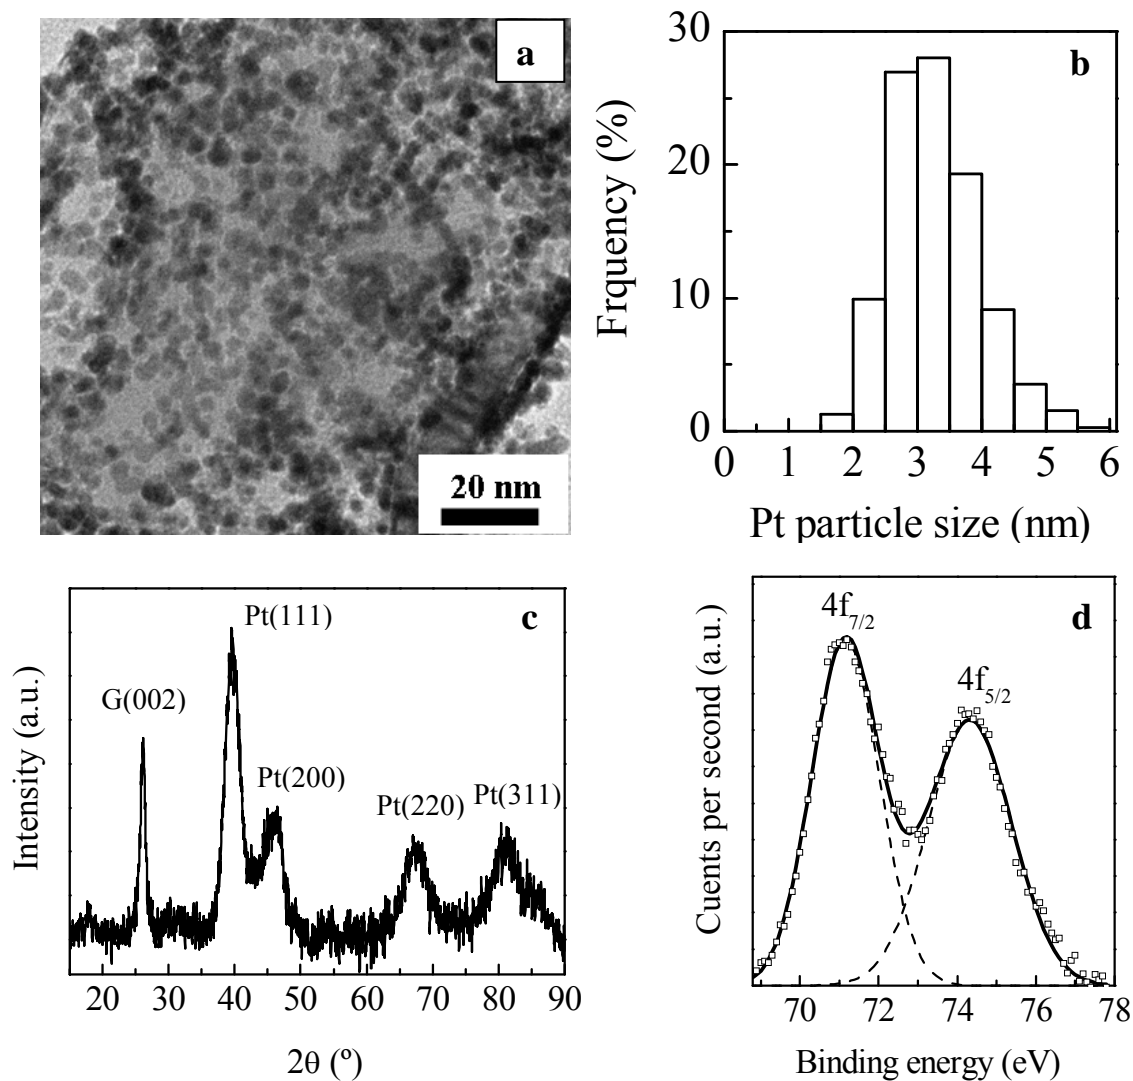 a
20 nm
b
30
20
10
0
Frquency (%)
0 1 2 3 4 5 6
Pt particle size (nm)
c
Pt(111)
G(002)
Pt(200)
Pt(220)
Pt(311)
Intensity (a.u.)
20 30 40 50 60 70 80 90
2θ (º)
d
4f7/2
4f5/2
Cuents per second (a.u.)
70 72 74 76 78
Binding energy (eV)